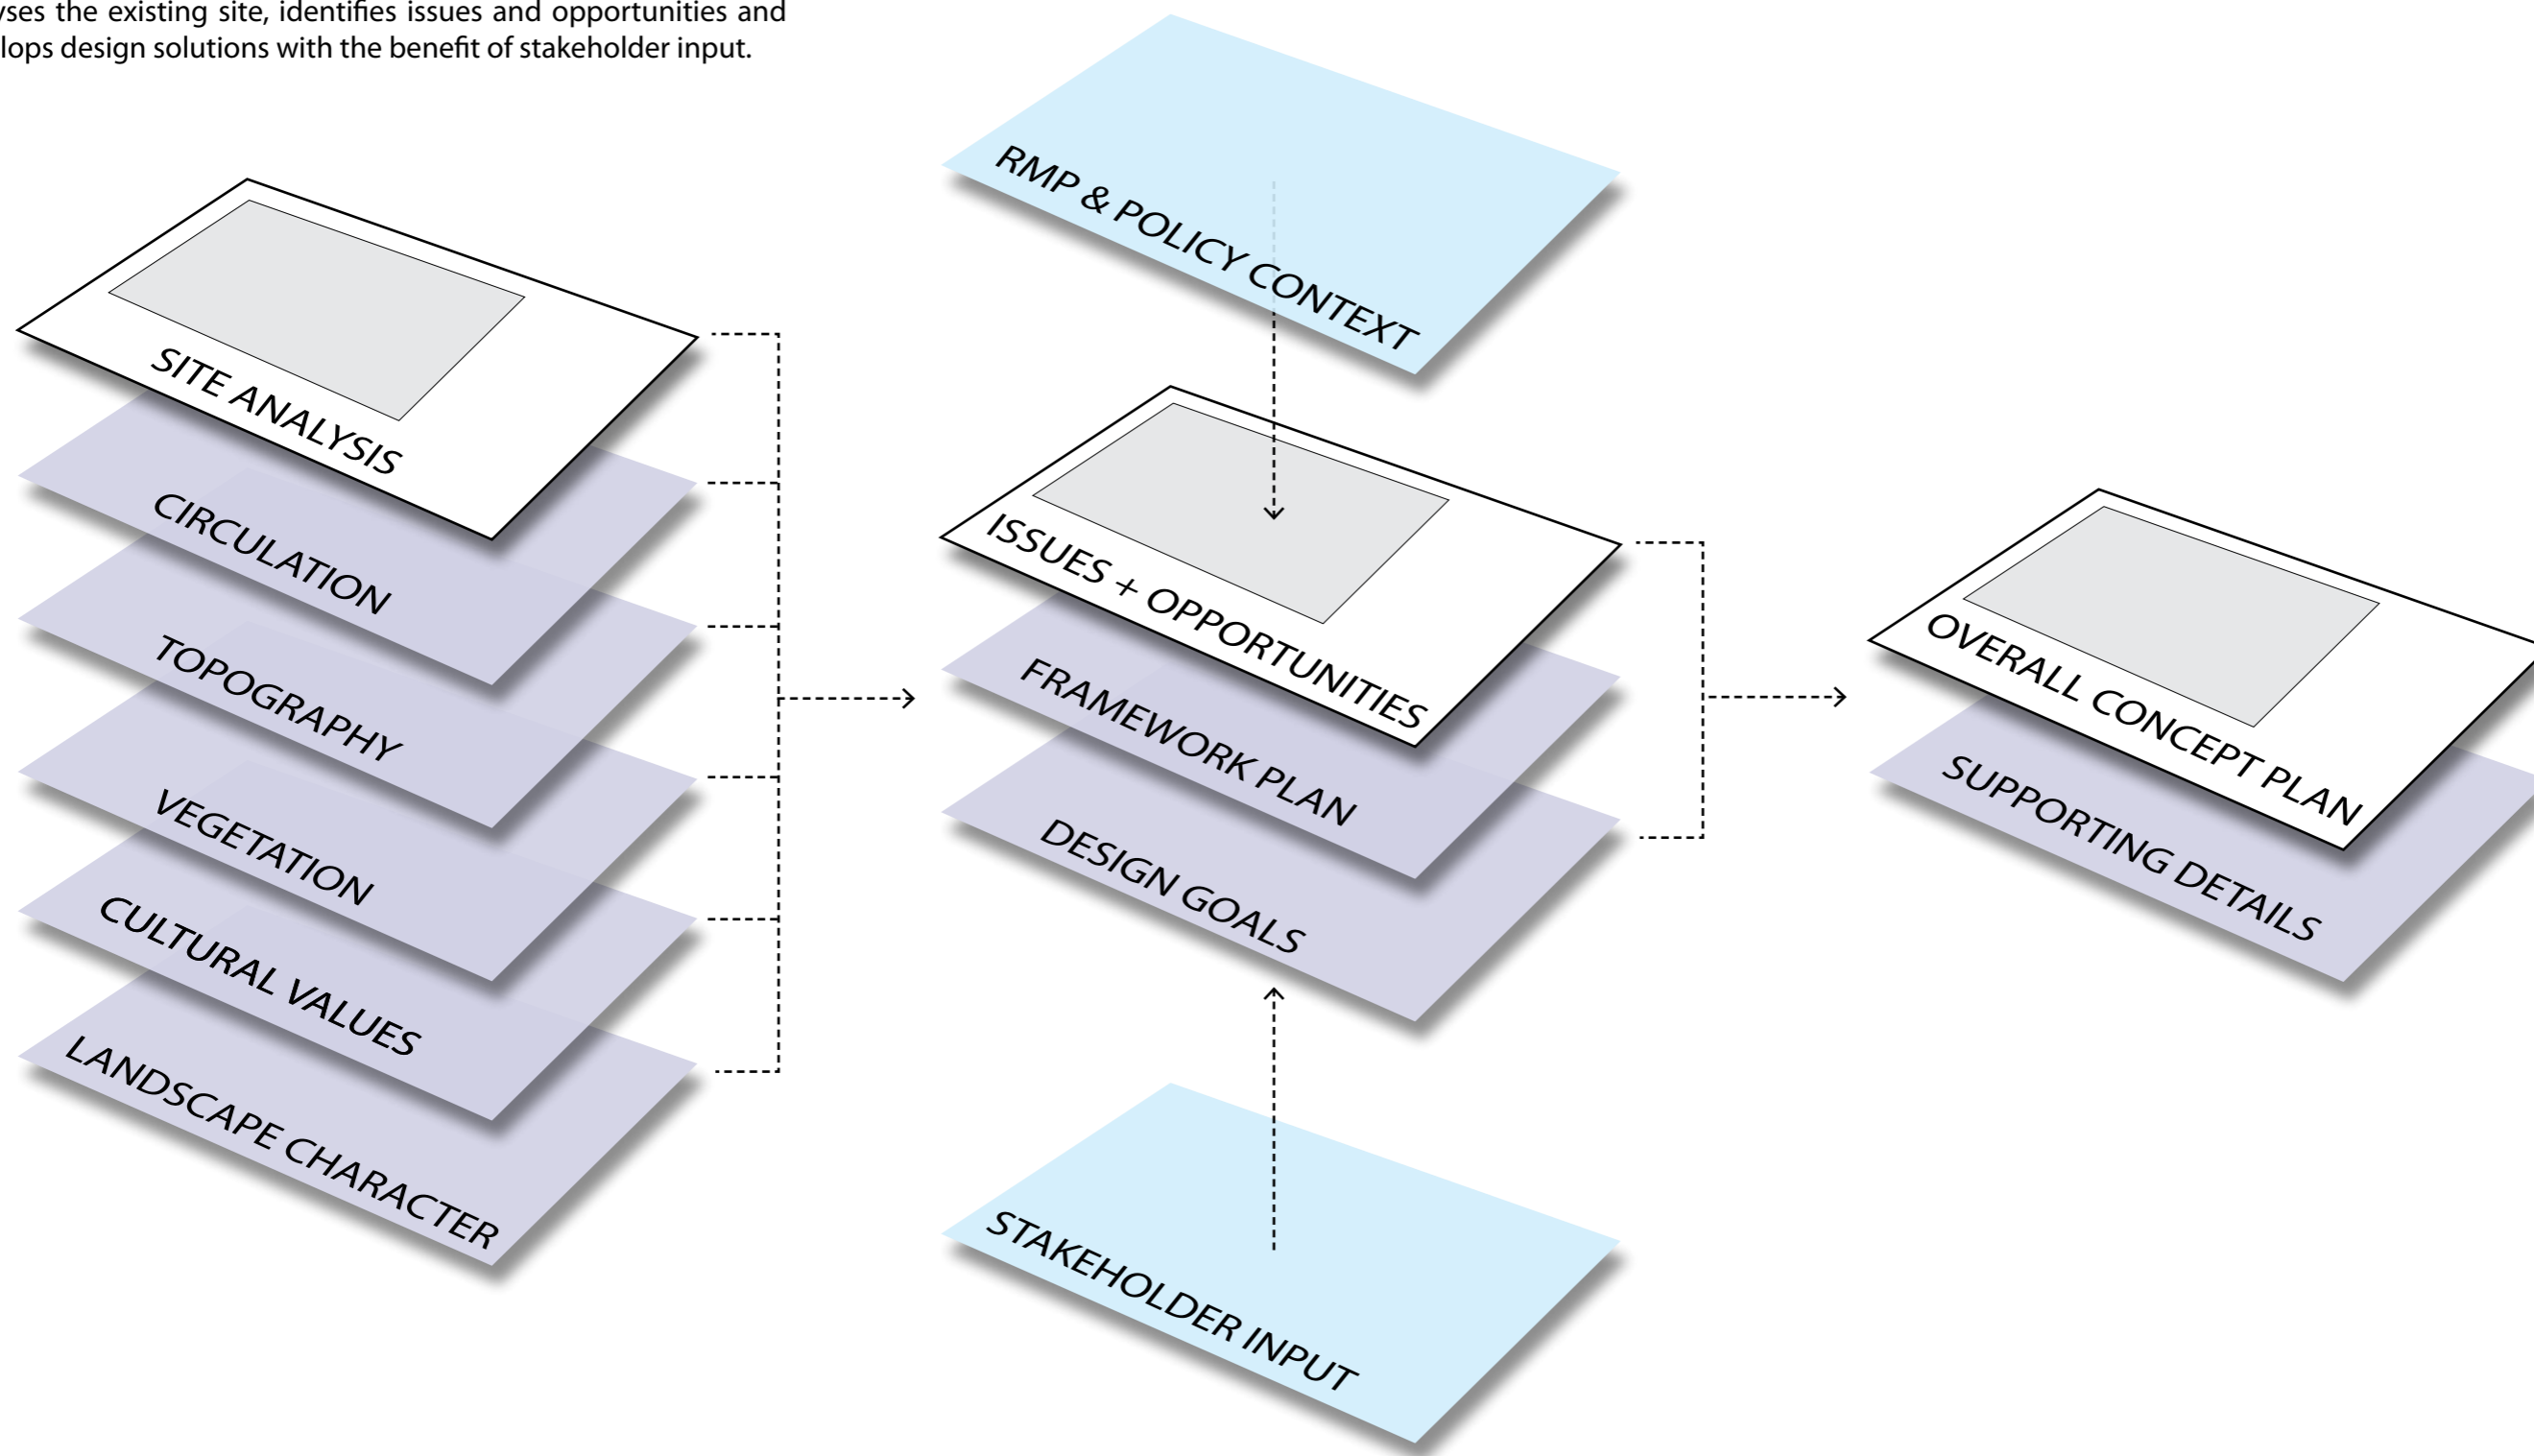 yses the existing site, identifies issues and opportunities and
lops design solutions with the benefit of stakeholder input.
SITE ANALYSIS
CIRCULATION
TOPOGRAPHY
VEGETATION
CULTURAL VALUES
LANDSCAPE CHARACTER
RMP & POLICY CONTEXT
ISSUES + OPPORTUNITIES
FRAMEWORK PLAN
DESIGN GOALS
STAKEHOLDER INPUT
OVERALL CONCEPT PLAN
SUPPORTING DETAILS